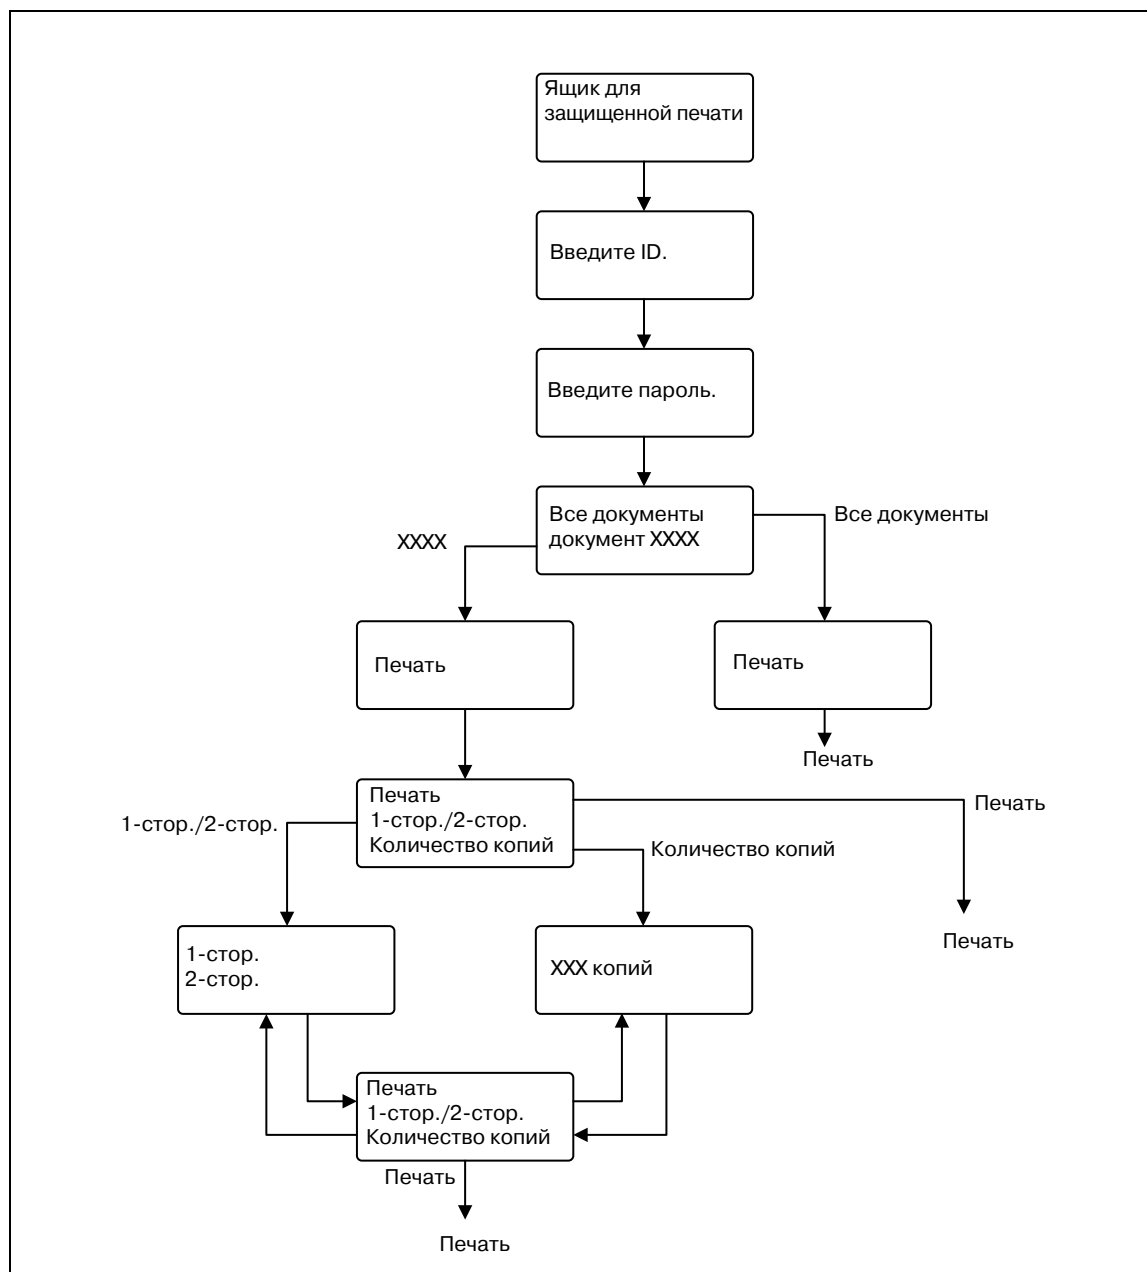 Ящик для
защищенной печати
Введите ID.
Введите пароль.
Все документы
документ XXXX
Все документы
XXXX
Печать
Печать
Печать
Печать
1-стор./2-стор.
Количество копий
Печать
1-стор./2-стор.
Количество копий
Печать
1-стор.
2-стор.
XXX копий
Печать
1-стор./2-стор.
Количество копий
Печать
Печать